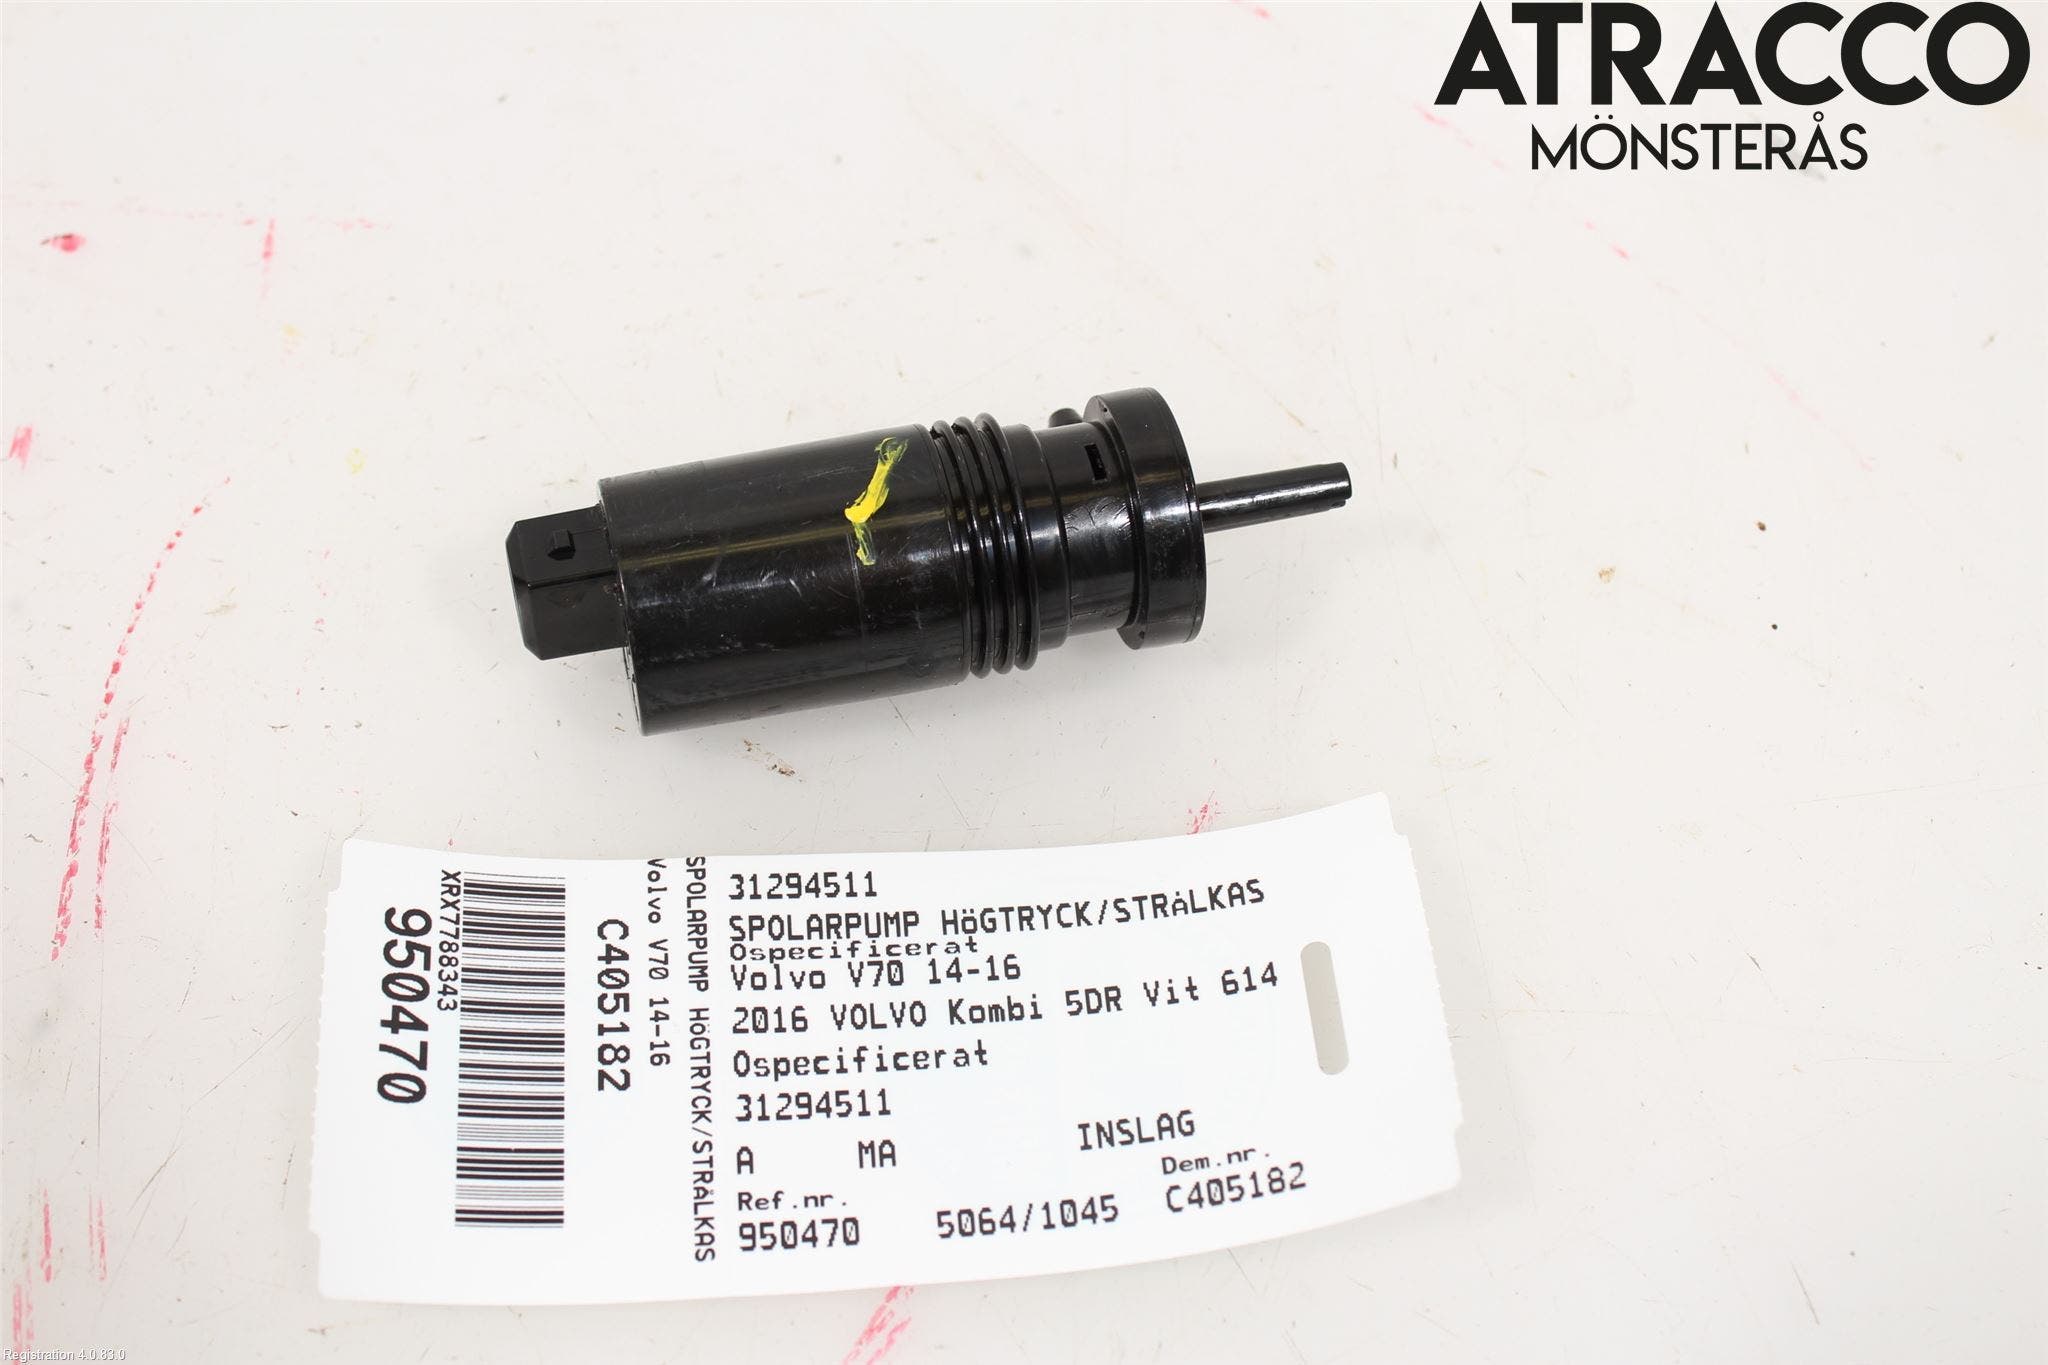 ATRACCO
MÖNSTERÅS
31294511
SPOLARPUMP HöGTRYCK/STRÅLKAS
Ospecificerat
Volvo V70 14-16
2016 VOLVO Kombi 5DR Vit 614
Ospecificerat
31294511
A MA INSLAG
Ref.nr. Dem.nr.
950470 5064/1045 C405182
SPOLARPUMP HöGTRYCK/STRÅLKAS
Volvo V70 14-16
C405182
XRX7788343
950470
Registration 4.0.83.0